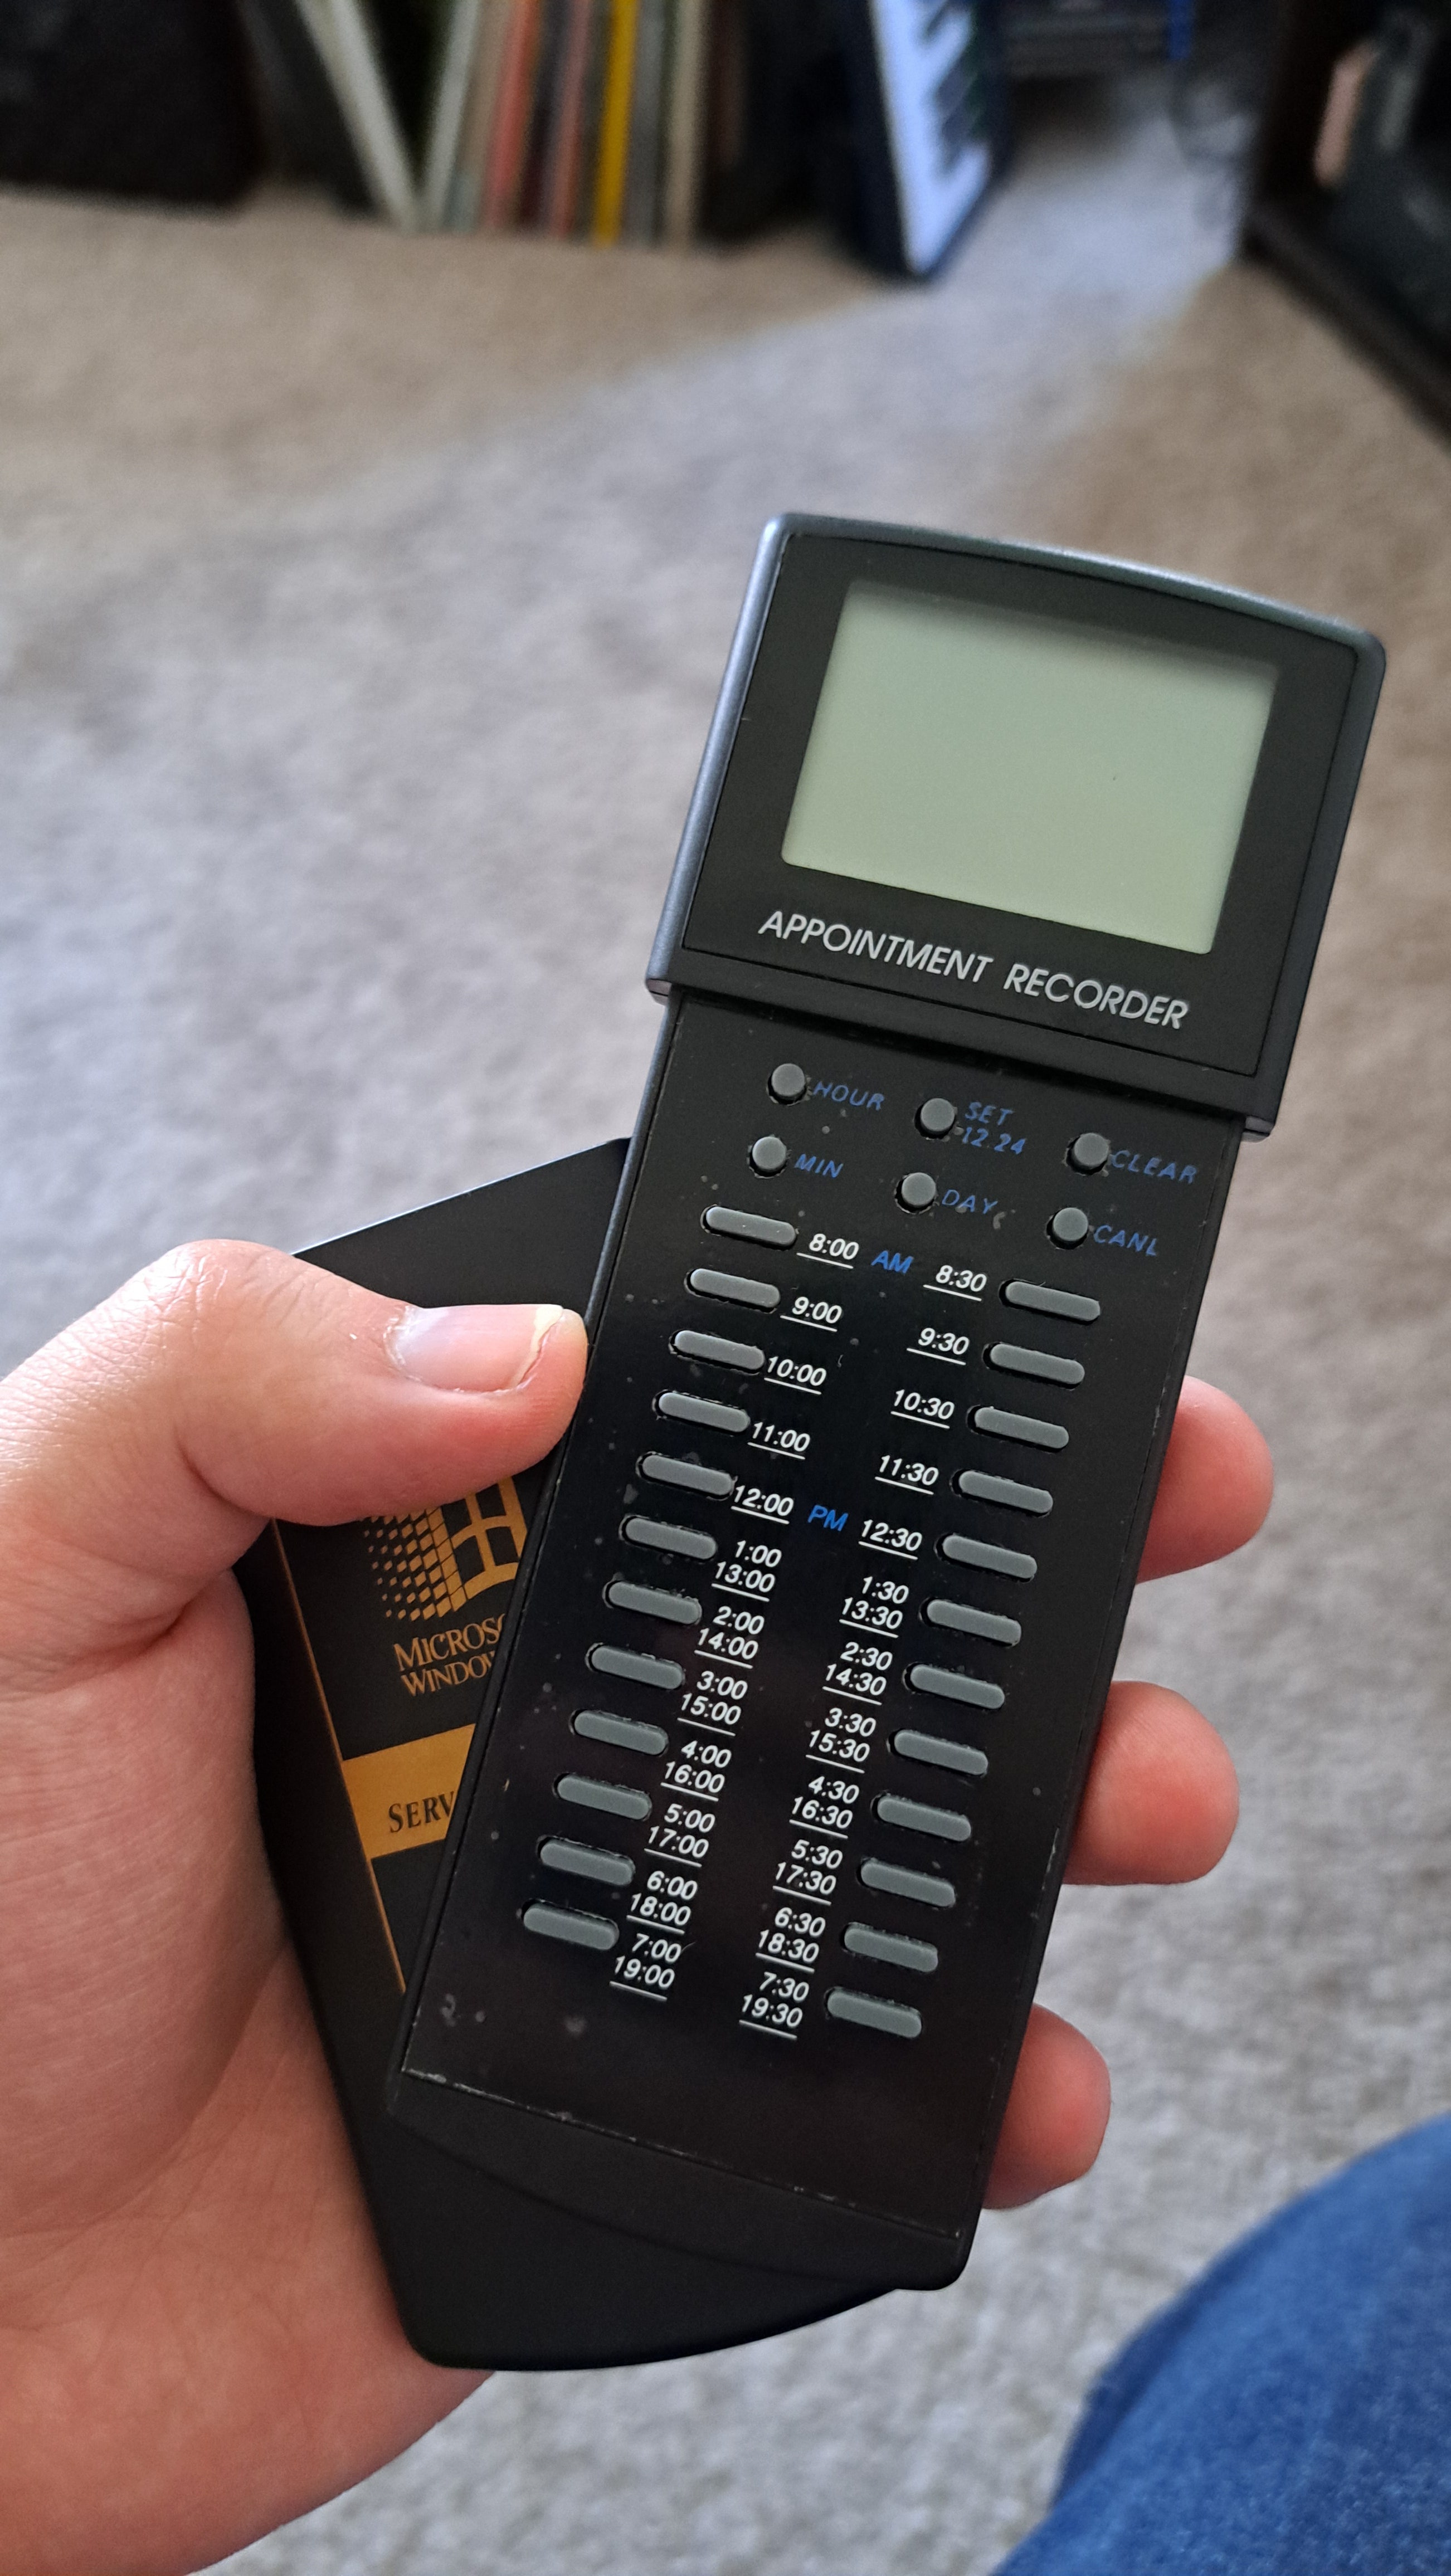 APPOINTMENT RECORDER
HOUR SET 12.24 CLEAR
MIN DAY CANL
8:00 AM 8:30
9:00 9:30
10:00 10:30
11:00 11:30
12:00 PM 12:30
1:00 1:30
13:00 13:30
2:00 2:30
14:00 14:30
3:00 3:30
15:00 15:30
4:00 4:30
16:00 16:30
5:00 5:30
17:00 17:30
6:00 6:30
18:00 18:30
7:00 7:30
19:00 19:30
MICROSO
WINDOW
SERV